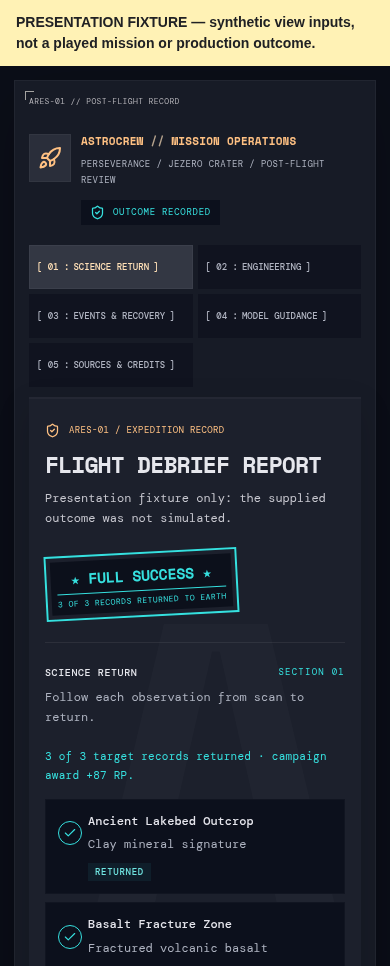 PRESENTATION FIXTURE — synthetic view inputs,
not a played mission or production outcome.
ARES-01 // POST-FLIGHT RECORD
ASTROCREW // MISSION OPERATIONS
PERSEVERANCE / JEZERO CRATER / POST-FLIGHT
REVIEW
OUTCOME RECORDED
[ 01 : SCIENCE RETURN ]
[ 02 : ENGINEERING ]
[ 03 : EVENTS & RECOVERY ]
[ 04 : MODEL GUIDANCE ]
[ 05 : SOURCES & CREDITS ]
ARES-01 / EXPEDITION RECORD
FLIGHT DEBRIEF REPORT
Presentation fixture only: the supplied
outcome was not simulated.
★ FULL SUCCESS ★
3 OF 3 RECORDS RETURNED TO EARTH
SCIENCE RETURN
SECTION 01
Follow each observation from scan to
return.
3 of 3 target records returned · campaign
award +87 RP.
Ancient Lakebed Outcrop
Clay mineral signature
RETURNED
Basalt Fracture Zone
Fractured volcanic basalt